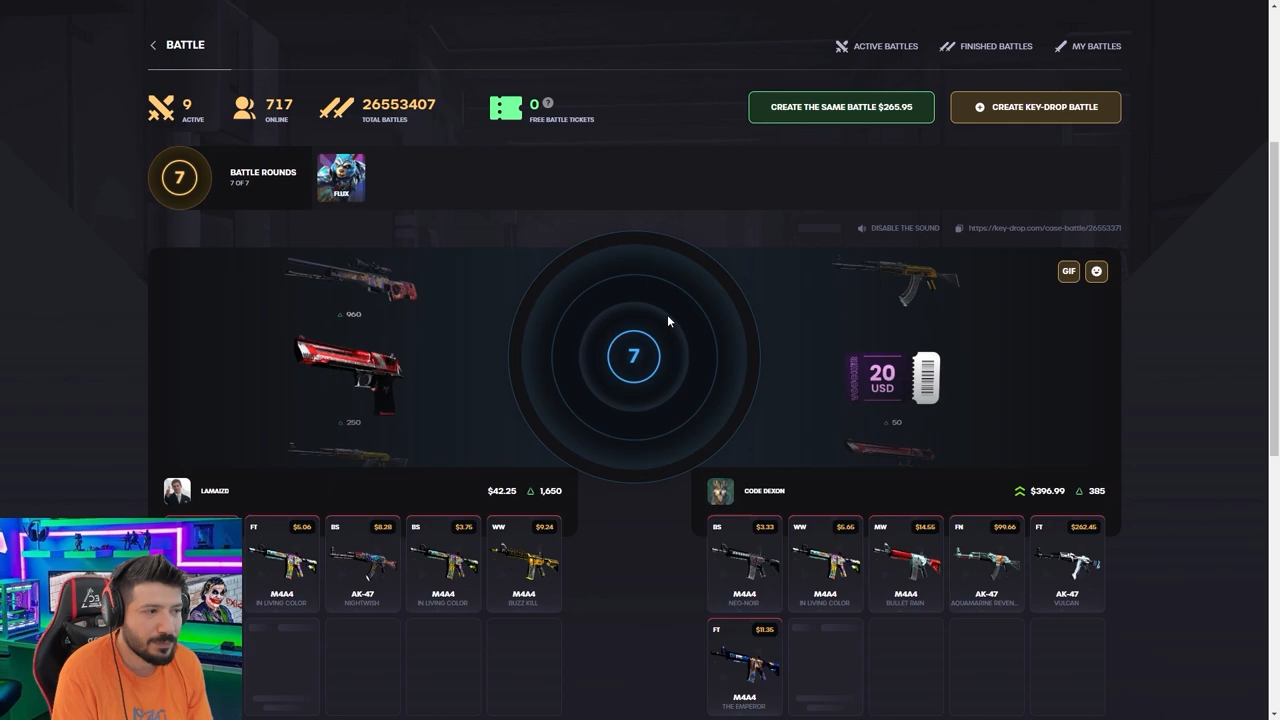 BATTLE
ACTIVE BATTLES
FINISHED BATTLES
MY BATTLES
9
ACTIVE
717
ONLINE
26553407
TOTAL BATTLES
0 ?
FREE BATTLE TICKETS
CREATE THE SAME BATTLE $265.95
CREATE KEY-DROP BATTLE
7
BATTLE ROUNDS
7 OF 7
FLUX
DISABLE THE SOUND
https://key-drop.com/case-battle/26553371
GIF
960
7
20
USD
VOUCHER
250
50
LAMAIZD
$42.25
1,650
CODE DEXON
$396.99
385
FT $5.06
M4A4
IN LIVING COLOR
BS $8.28
AK-47
NIGHTWISH
BS $3.75
M4A4
IN LIVING COLOR
WW $9.24
M4A4
BUZZ KILL
BS $3.33
M4A4
NEO-NOIR
WW $5.65
M4A4
IN LIVING COLOR
MW $14.55
M4A4
BULLET RAIN
FN $99.66
AK-47
AQUAMARINE REVEN...
FT $262.45
AK-47
VULCAN
FT $11.35
M4A4
THE EMPEROR